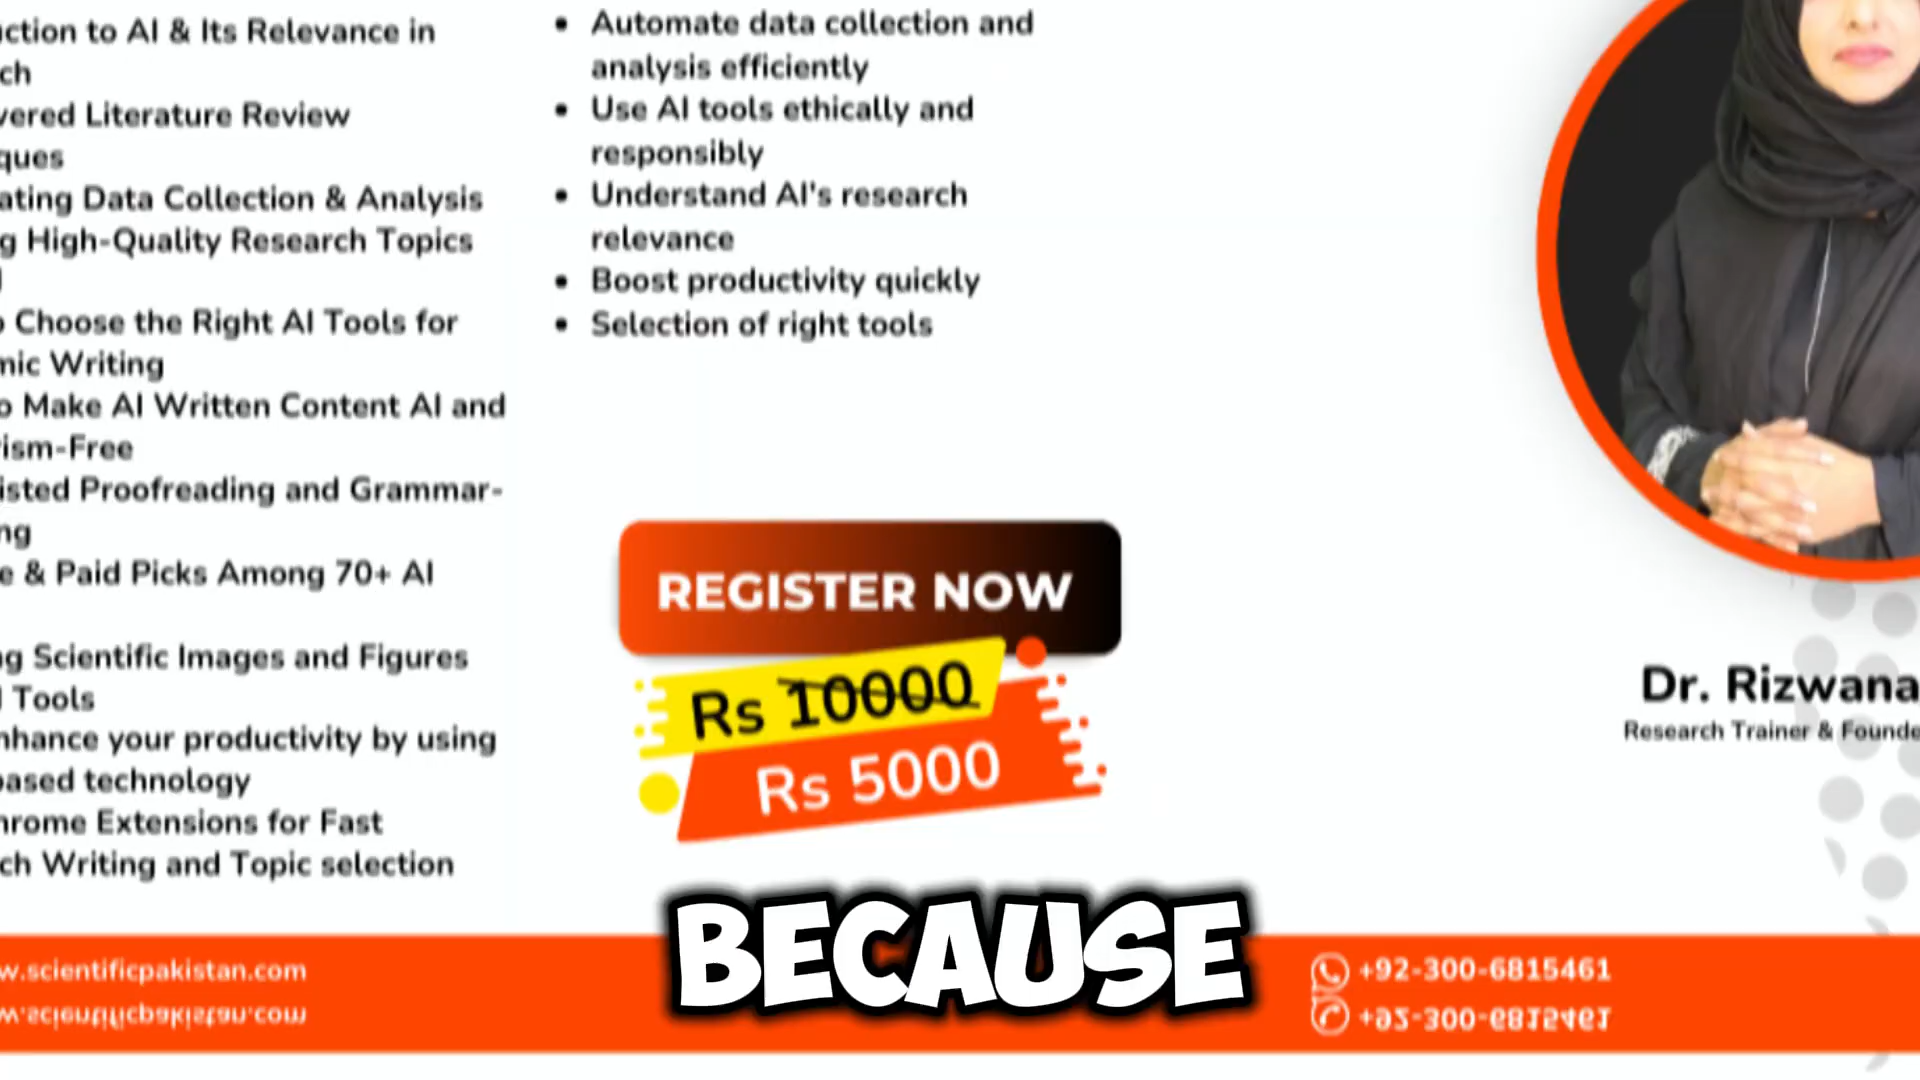 ction to AI & Its Relevance in
ch
vered Literature Review
ques
ating Data Collection & Analysis
g High-Quality Research Topics
o Choose the Right AI Tools for
mic Writing
o Make AI Written Content AI and
ism-Free
isted Proofreading and Grammar-
ng
e & Paid Picks Among 70+ AI
ng Scientific Images and Figures
Tools
nhance your productivity by using
based technology
hrome Extensions for Fast
ch Writing and Topic selection
• Automate data collection and
analysis efficiently
• Use AI tools ethically and
responsibly
• Understand AI's research
relevance
• Boost productivity quickly
• Selection of right tools
REGISTER NOW
Rs 10000
Rs 5000
Dr. Rizwana
Research Trainer & Founde
BECAUSE
w.scientificpakistan.com
+92-300-6815461